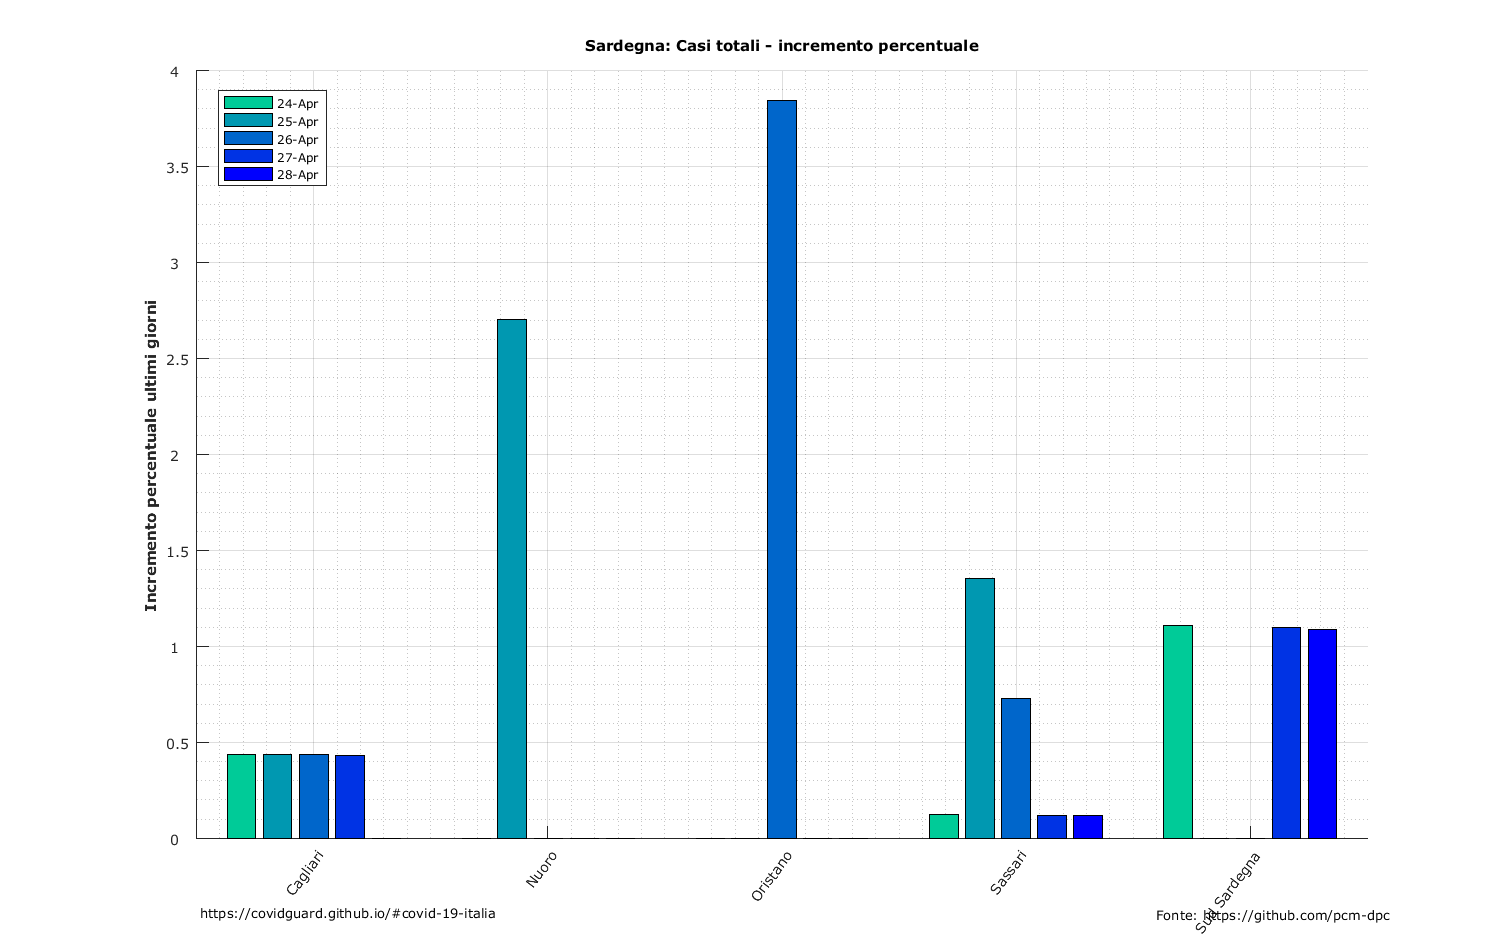 Sardegna: Casi totali - incremento percentuale
4
3.5
3
2.5
2
1.5
1
0.5
0
Incremento percentuale ultimi giorni
24-Apr
25-Apr
26-Apr
27-Apr
28-Apr
Cagliari
Nuoro
Oristano
Sassari
Sud Sardegna
https://covidguard.github.io/#covid-19-italia
Fonte: https://github.com/pcm-dpc